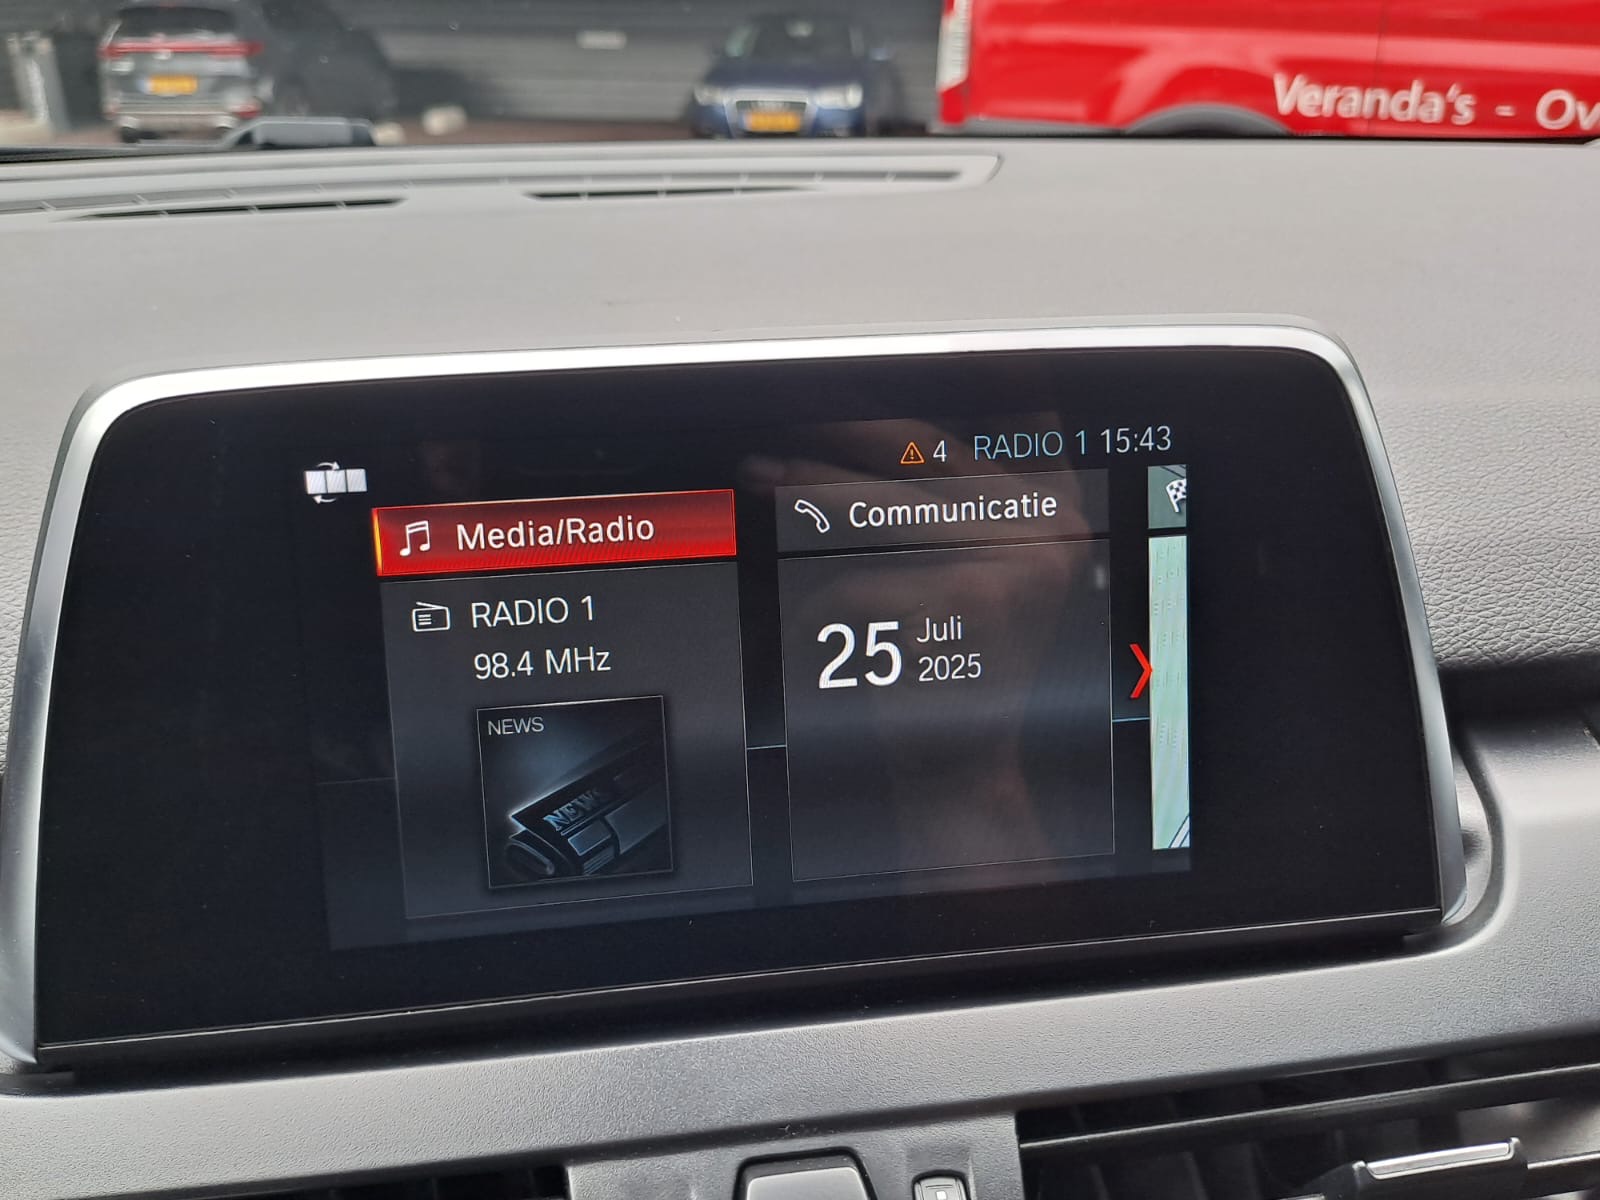 Veranda's - Ov
4 RADIO 1 15:43
Media/Radio
Communicatie
RADIO 1
98.4 MHz
NEWS
NEWS
25 Juli
2025